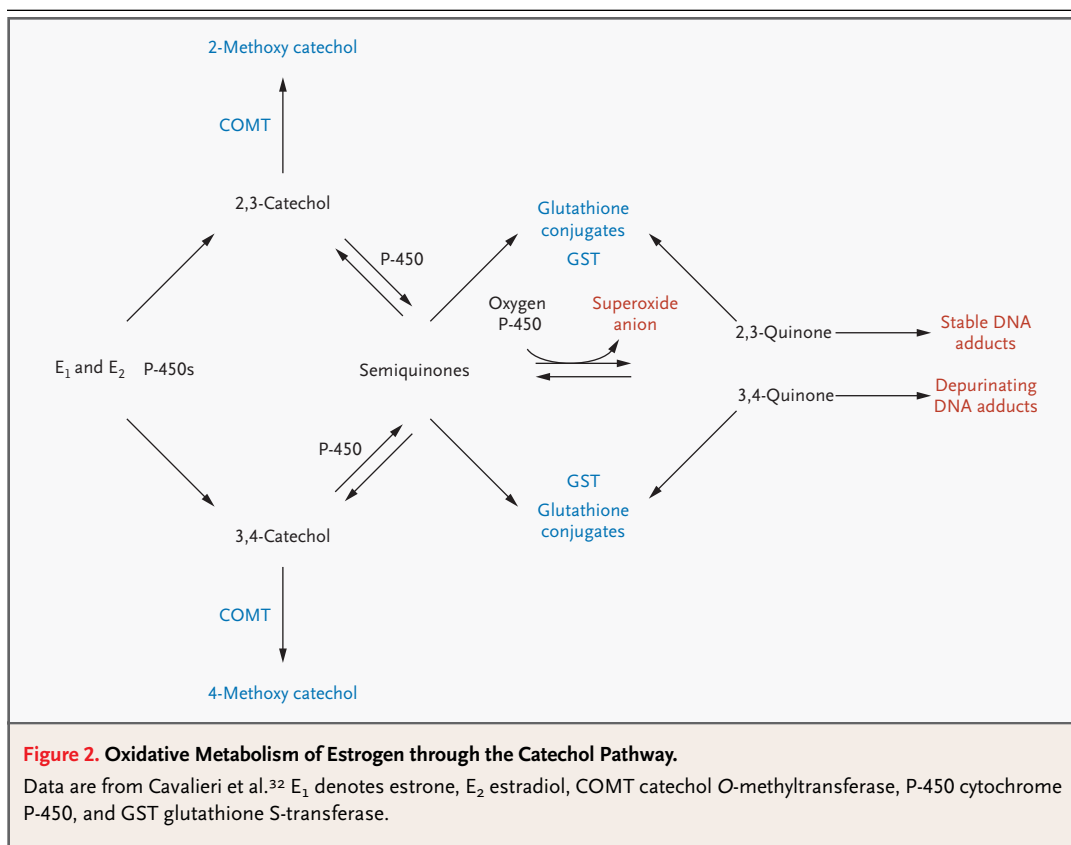 2-Methoxy catechol
COMT
2,3-Catechol
P-450
Glutathione
conjugates
GST
Oxygen
P-450
Superoxide
anion
2,3-Quinone
Stable DNA
adducts
E₁ and E₂ P-450s
Semiquinones
3,4-Quinone
Depurinating
DNA adducts
P-450
GST
Glutathione
conjugates
3,4-Catechol
COMT
4-Methoxy catechol
Figure 2. Oxidative Metabolism of Estrogen through the Catechol Pathway.
Data are from Cavalieri et al.³² E₁ denotes estrone, E₂ estradiol, COMT catechol O-methyltransferase, P-450 cytochrome
P-450, and GST glutathione S-transferase.